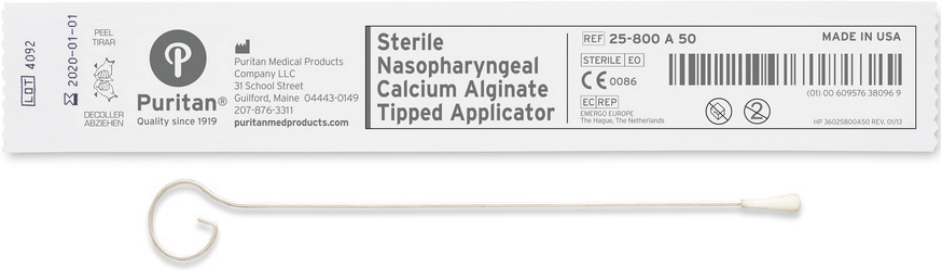 LOT 4092
2020-01-01
PEEL
TIRAR
DECOLLER
ABZIEHEN
P
Puritan®
Quality since 1919
Puritan Medical Products
Company LLC
31 School Street
Guilford, Maine 04443-0149
207-876-3311
puritanmedproducts.com
Sterile
Nasopharyngeal
Calcium Alginate
Tipped Applicator
REF 25-800 A 50
STERILE EO
CE 0086
EC REP
EMERGO EUROPE
The Hague, The Netherlands
MADE IN USA
(01) 00 609576 38096 9
2
HP 36025800A50 REV. 01/13